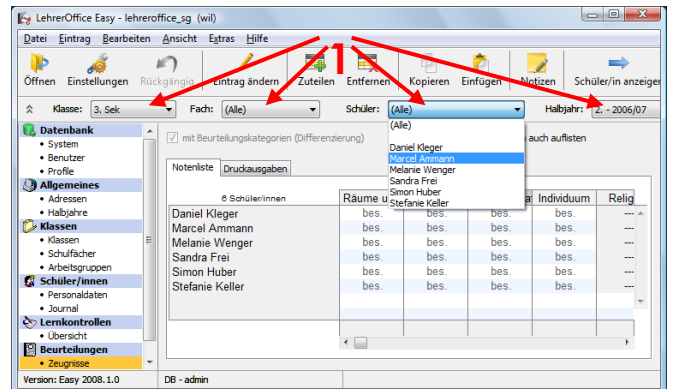 LehrerOffice Easy - lehreroffice_sg (wil)
Datei Eintrag Bearbeiten Ansicht Extras Hilfe
1
Öffnen Einstellungen Rückgängig Eintrag ändern Zuteilen Entfernen Kopieren Einfügen Notizen Schüler/in anzeigen
Klasse: 3. Sek Fach: (Alle) Schüler: (Alle) Halbjahr: 2. - 2006/07
(Alle)
Daniel Kleger
Marcel Ammann
Melanie Wenger
Sandra Frei
Simon Huber
Stefanie Keller
Datenbank
• System
• Benutzer
• Profile
Allgemeines
• Adressen
• Halbjahre
Klassen
• Klassen
• Schulfächer
• Arbeitsgruppen
Schüler/innen
• Personaldaten
• Journal
Lernkontrollen
• Übersicht
Beurteilungen
• Zeugnisse
mit Beurteilungskategorien (Differenzierung) auch auflisten
Notenliste Druckausgaben
6 Schüler/innen Räume u Individuum Relig
Daniel Kleger bes. bes. bes. bes. ---
Marcel Ammann bes. bes. bes. bes. ---
Melanie Wenger bes. bes. bes. bes. ---
Sandra Frei bes. bes. bes. bes. ---
Simon Huber bes. bes. bes. bes. ---
Stefanie Keller bes. bes. bes. bes. ---
Version: Easy 2008.1.0 DB - admin